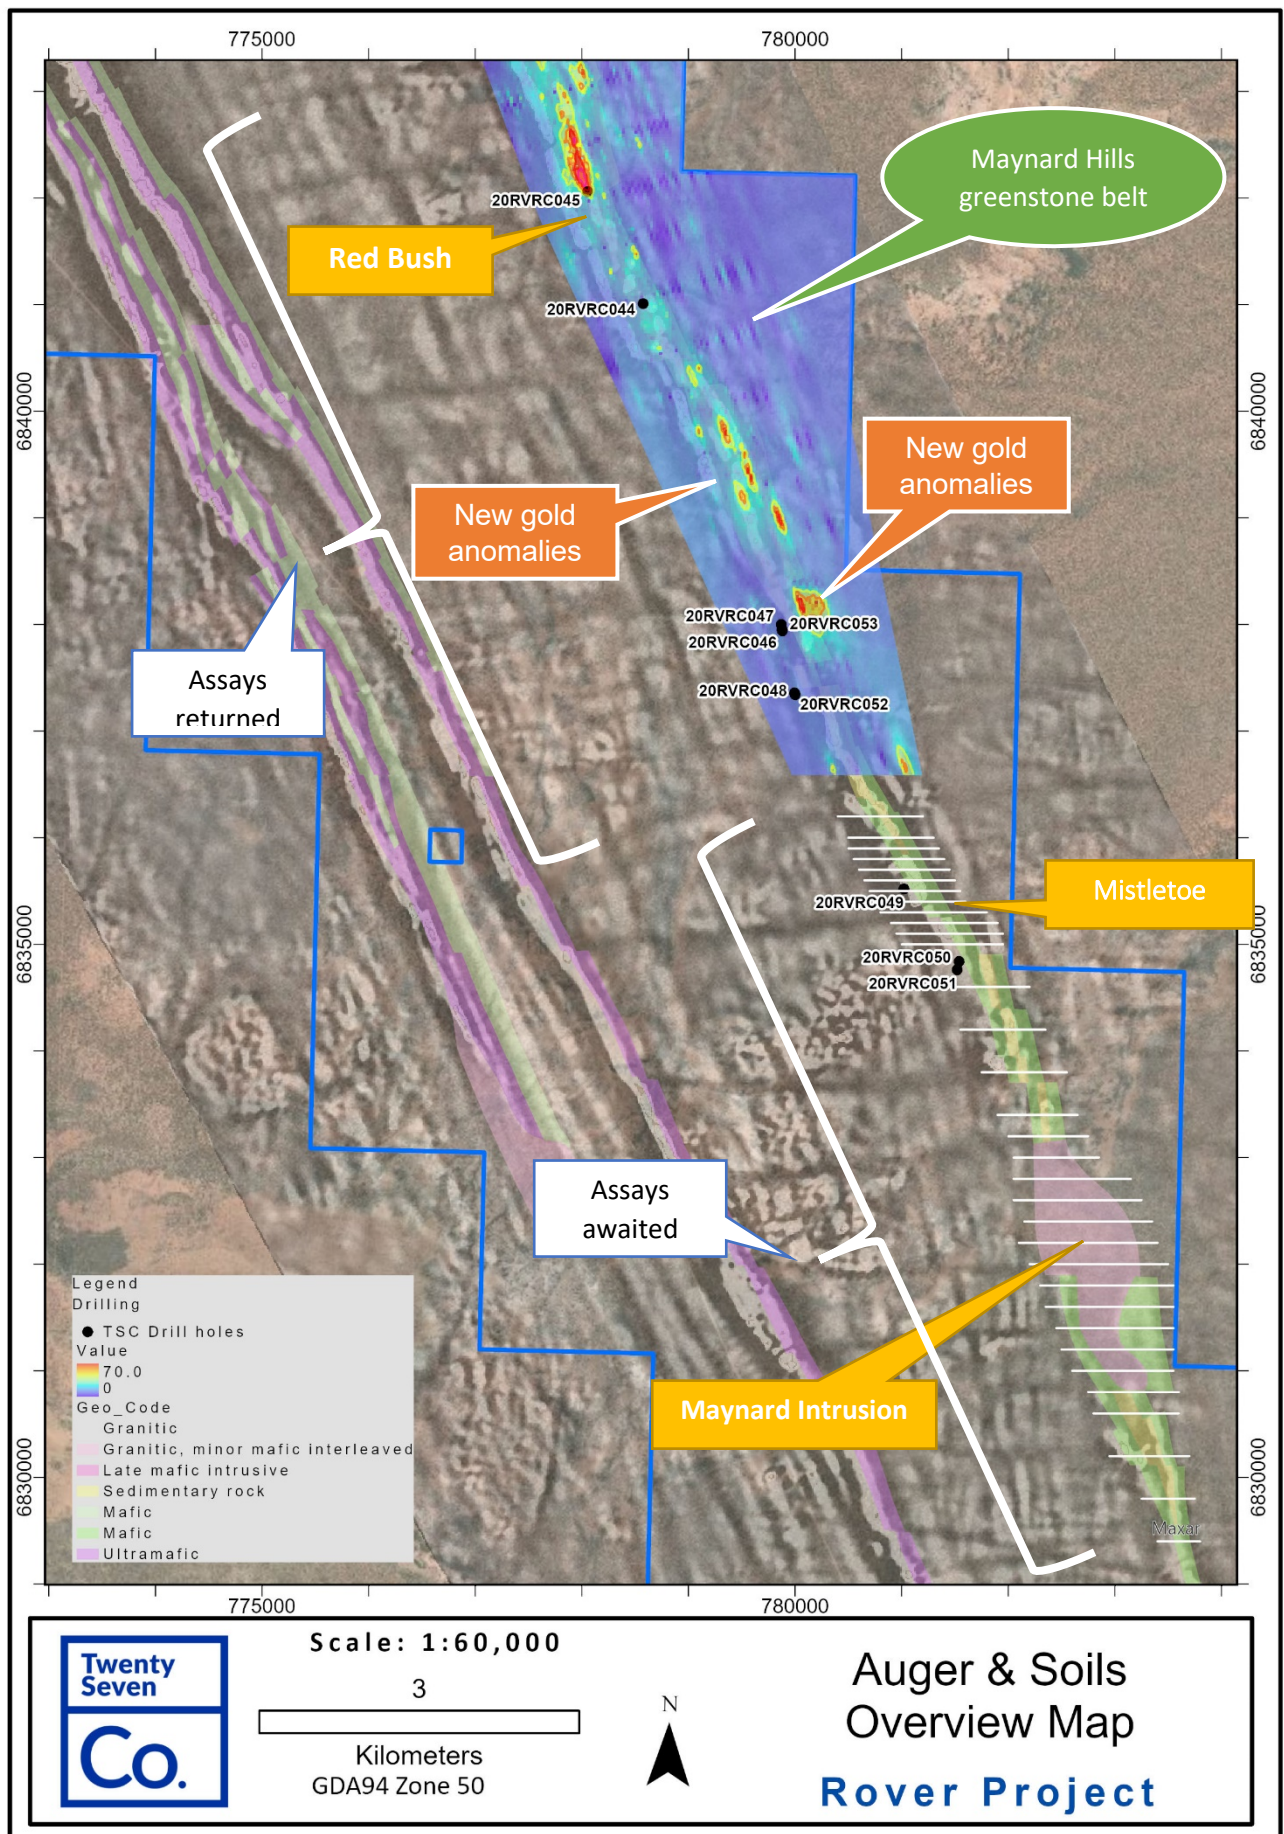 775000
780000
Maynard Hills
greenstone belt
20RVRC045
Red Bush
20RVRC044
6840000
6840000
New gold
anomalies
New gold
anomalies
20RVRC047
20RVRC053
20RVRC046
Assays
returned
20RVRC048
20RVRC052
Mistletoe
20RVRC049
6835000
6835000
20RVRC050
20RVRC051
Assays
awaited
Legend
Drilling
TSC Drill holes
Value
70.0
0
Geo_Code
Granitic
Granitic, minor mafic interleaved
Late mafic intrusive
Sedimentary rock
Mafic
Mafic
Ultramafic
Maynard Intrusion
6830000
6830000
Maxar
775000
780000
Twenty
Seven
Co.
Scale: 1:60,000
3
Kilometers
GDA94 Zone 50
N
Auger & Soils
Overview Map
Rover Project